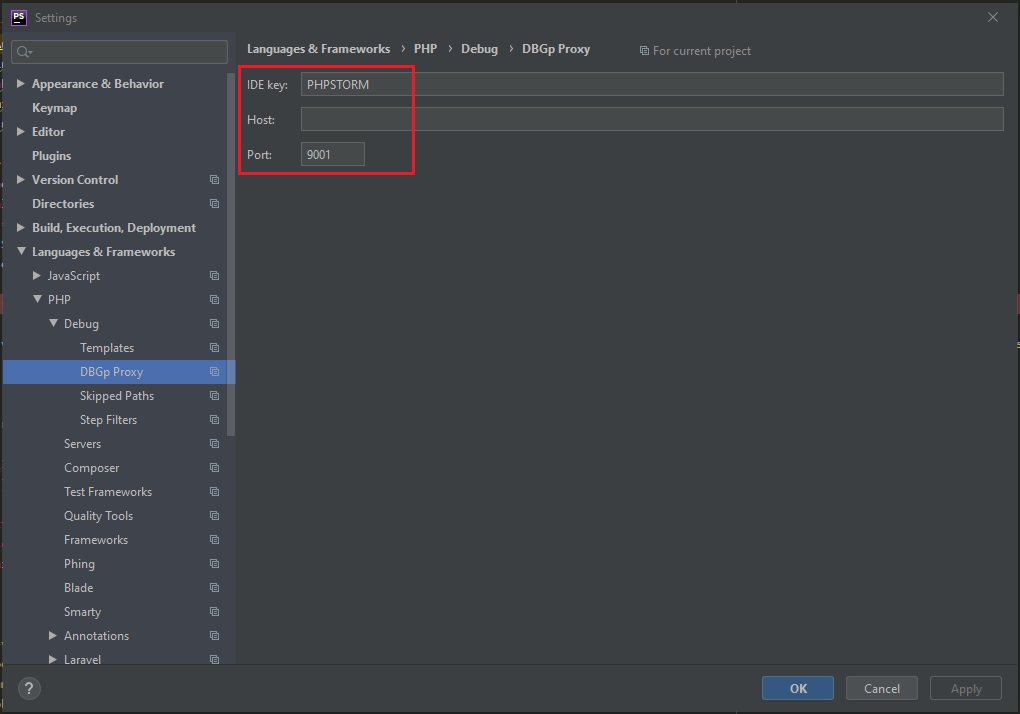 PS Settings
Languages & Frameworks › PHP › Debug › DBGp Proxy For current project
IDE key: PHPSTORM
Host:
Port: 9001
Appearance & Behavior
Keymap
Editor
Plugins
Version Control
Directories
Build, Execution, Deployment
Languages & Frameworks
JavaScript
PHP
Debug
Templates
DBGp Proxy
Skipped Paths
Step Filters
Servers
Composer
Test Frameworks
Quality Tools
Frameworks
Phing
Blade
Smarty
Annotations
Laravel
? OK Cancel Apply